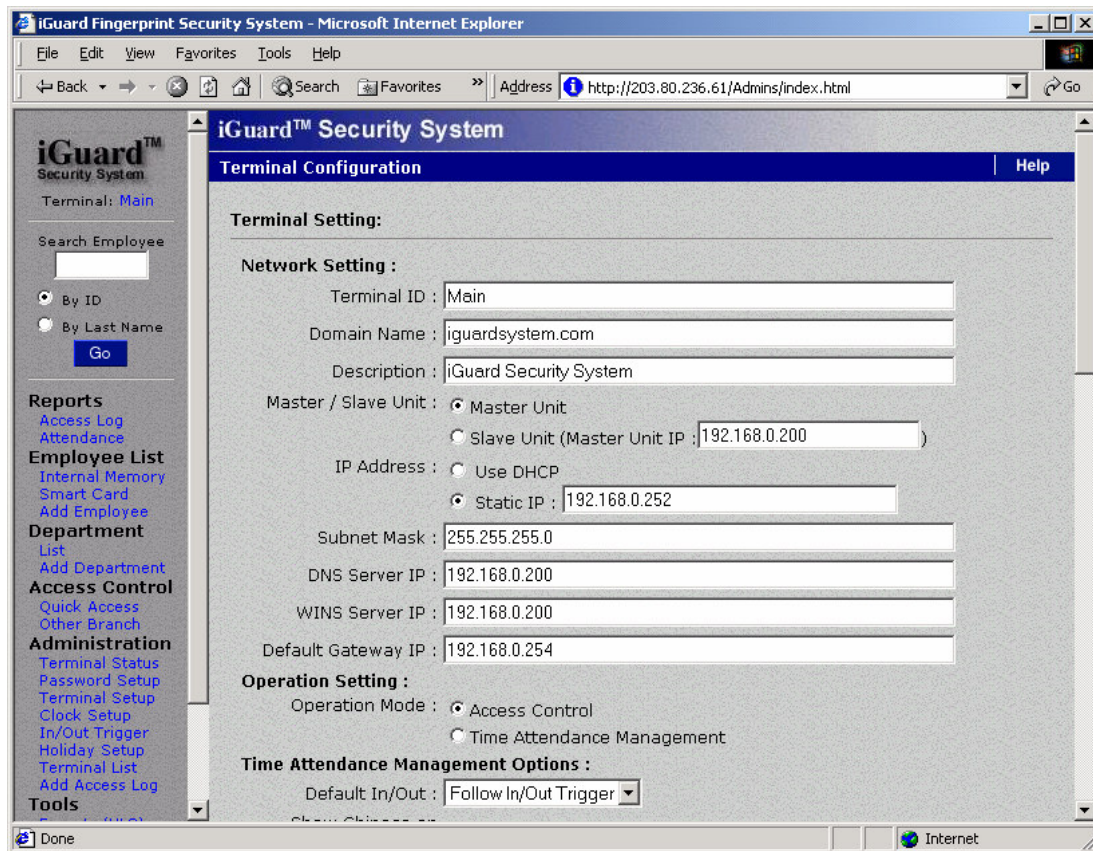 iGuard Fingerprint Security System - Microsoft Internet Explorer
File Edit View Favorites Tools Help
Back Search Favorites » Address http://203.80.236.61/Admins/index.html Go
iGuard™
Security System
Terminal: Main
Search Employee
By ID
By Last Name
Go
Reports
Access Log
Attendance
Employee List
Internal Memory
Smart Card
Add Employee
Department
List
Add Department
Access Control
Quick Access
Other Branch
Administration
Terminal Status
Password Setup
Terminal Setup
Clock Setup
In/Out Trigger
Holiday Setup
Terminal List
Add Access Log
Tools
iGuard™ Security System
Terminal Configuration | Help
Terminal Setting:
Network Setting :
Terminal ID : Main
Domain Name : iguardsystem.com
Description : iGuard Security System
Master / Slave Unit : Master Unit
Slave Unit (Master Unit IP : 192.168.0.200 )
IP Address : Use DHCP
Static IP : 192.168.0.252
Subnet Mask : 255.255.255.0
DNS Server IP : 192.168.0.200
WINS Server IP : 192.168.0.200
Default Gateway IP : 192.168.0.254
Operation Setting :
Operation Mode : Access Control
Time Attendance Management
Time Attendance Management Options :
Default In/Out : Follow In/Out Trigger
Show Chinese on
Done Internet